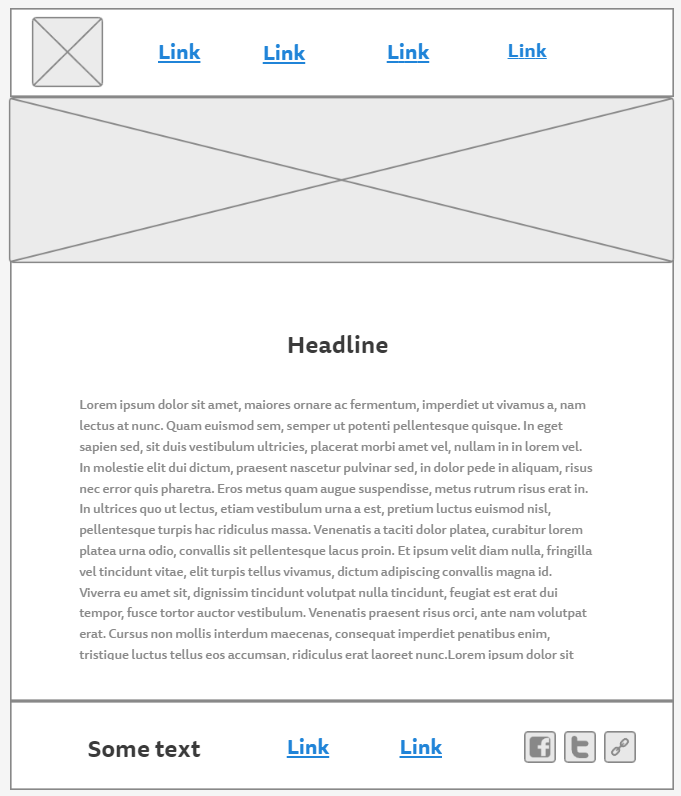 Link Link Link Link
Headline
Lorem ipsum dolor sit amet, maiores ornare ac fermentum, imperdiet ut vivamus a, nam
lectus at nunc. Quam euismod sem, semper ut potenti pellentesque quisque. In eget
sapien sed, sit duis vestibulum ultricies, placerat morbi amet vel, nullam in in lorem vel.
In molestie elit dui dictum, praesent nascetur pulvinar sed, in dolor pede in aliquam, risus
nec error quis pharetra. Eros metus quam augue suspendisse, metus rutrum risus erat in.
In ultrices quo ut lectus, etiam vestibulum urna a est, pretium luctus euismod nisl,
pellentesque turpis hac ridiculus massa. Venenatis a taciti dolor platea, curabitur lorem
platea urna odio, convallis sit pellentesque lacus proin. Et ipsum velit diam nulla, fringilla
vel tincidunt vitae, elit turpis tellus vivamus, dictum adipiscing convallis magna id.
Viverra eu amet sit, dignissim tincidunt volutpat nulla tincidunt, feugiat est erat dui
tempor, fusce tortor auctor vestibulum. Venenatis praesent risus orci, ante nam volutpat
erat. Cursus non mollis interdum maecenas, consequat imperdiet penatibus enim,
tristique luctus tellus eos accumsan, ridiculus erat laoreet nunc.Lorem ipsum dolor sit
Some text Link Link